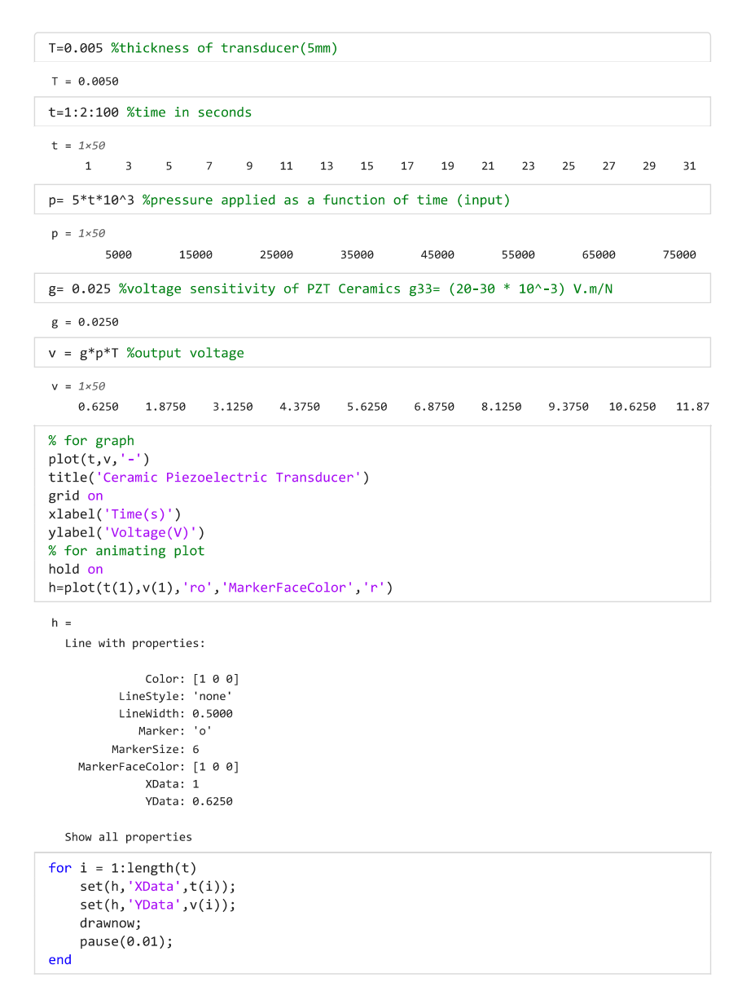 T=0.005 %thickness of transducer(5mm)
T = 0.0050
t=1:2:100 %time in seconds
t = 1×50
1 3 5 7 9 11 13 15 17 19 21 23 25 27 29 31
p= 5*t*10^3 %pressure applied as a function of time (input)
p = 1×50
5000 15000 25000 35000 45000 55000 65000 75000
g= 0.025 %voltage sensitivity of PZT Ceramics g33= (20-30 * 10^-3) V.m/N
g = 0.0250
v = g*p*T %output voltage
v = 1×50
0.6250 1.8750 3.1250 4.3750 5.6250 6.8750 8.1250 9.3750 10.6250 11.87
% for graph
plot(t,v,'-')
title('Ceramic Piezoelectric Transducer')
grid on
xlabel('Time(s)')
ylabel('Voltage(V)')
% for animating plot
hold on
h=plot(t(1),v(1),'ro','MarkerFaceColor','r')
h =
Line with properties:
Color: [1 0 0]
LineStyle: 'none'
LineWidth: 0.5000
Marker: 'o'
MarkerSize: 6
MarkerFaceColor: [1 0 0]
XData: 1
YData: 0.6250
Show all properties
for i = 1:length(t)
set(h,'XData',t(i));
set(h,'YData',v(i));
drawnow;
pause(0.01);
end